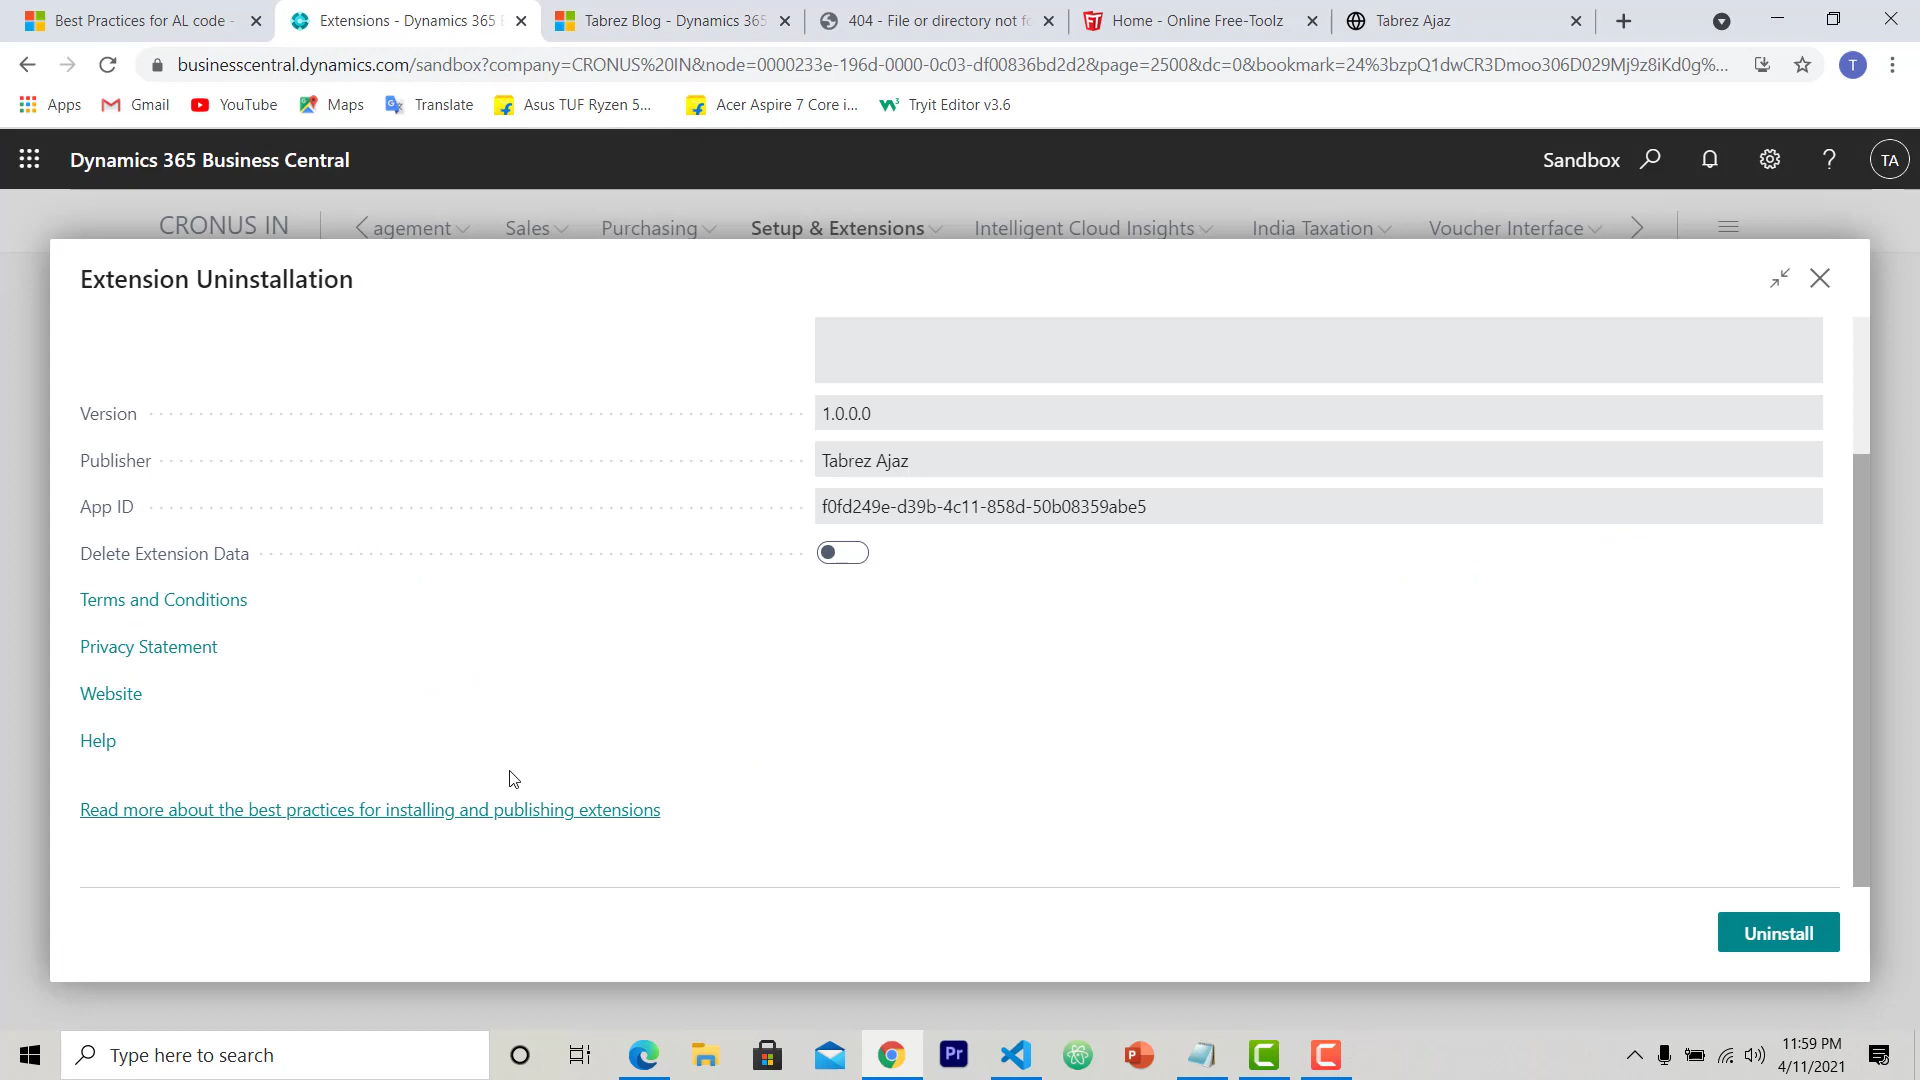 Best Practices for AL code -
Extensions - Dynamics 365
Tabrez Blog - Dynamics 365
404 - File or directory not fo
Home - Online Free-Toolz
Tabrez Ajaz
businesscentral.dynamics.com/sandbox?company=CRONUS%20IN&node=0000233e-196d-0000-0c03-df00836bd2d2&page=2500&dc=0&bookmark=24%3bzpQ1dwCR3Dmoo306D029Mj9z8iKd0g%...
T
Apps
Gmail
YouTube
Maps
Translate
Asus TUF Ryzen 5...
Acer Aspire 7 Core i...
Tryit Editor v3.6
Dynamics 365 Business Central
Sandbox
?
TA
CRONUS IN
agement
Sales
Purchasing
Setup & Extensions
Intelligent Cloud Insights
India Taxation
Voucher Interface
Extension Uninstallation
Version
1.0.0.0
Publisher
Tabrez Ajaz
App ID
f0fd249e-d39b-4c11-858d-50b08359abe5
Delete Extension Data
Terms and Conditions
Privacy Statement
Website
Help
Read more about the best practices for installing and publishing extensions
Uninstall
Type here to search
Pr
11:59 PM
4/11/2021